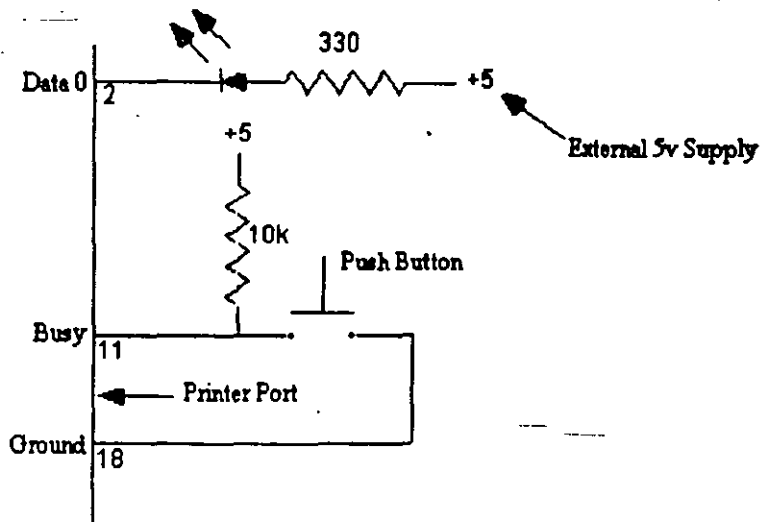 330
Data 0
2
+5
+5
External 5v Supply
10k
Push Button
Busy
11
Printer Port
Ground
18